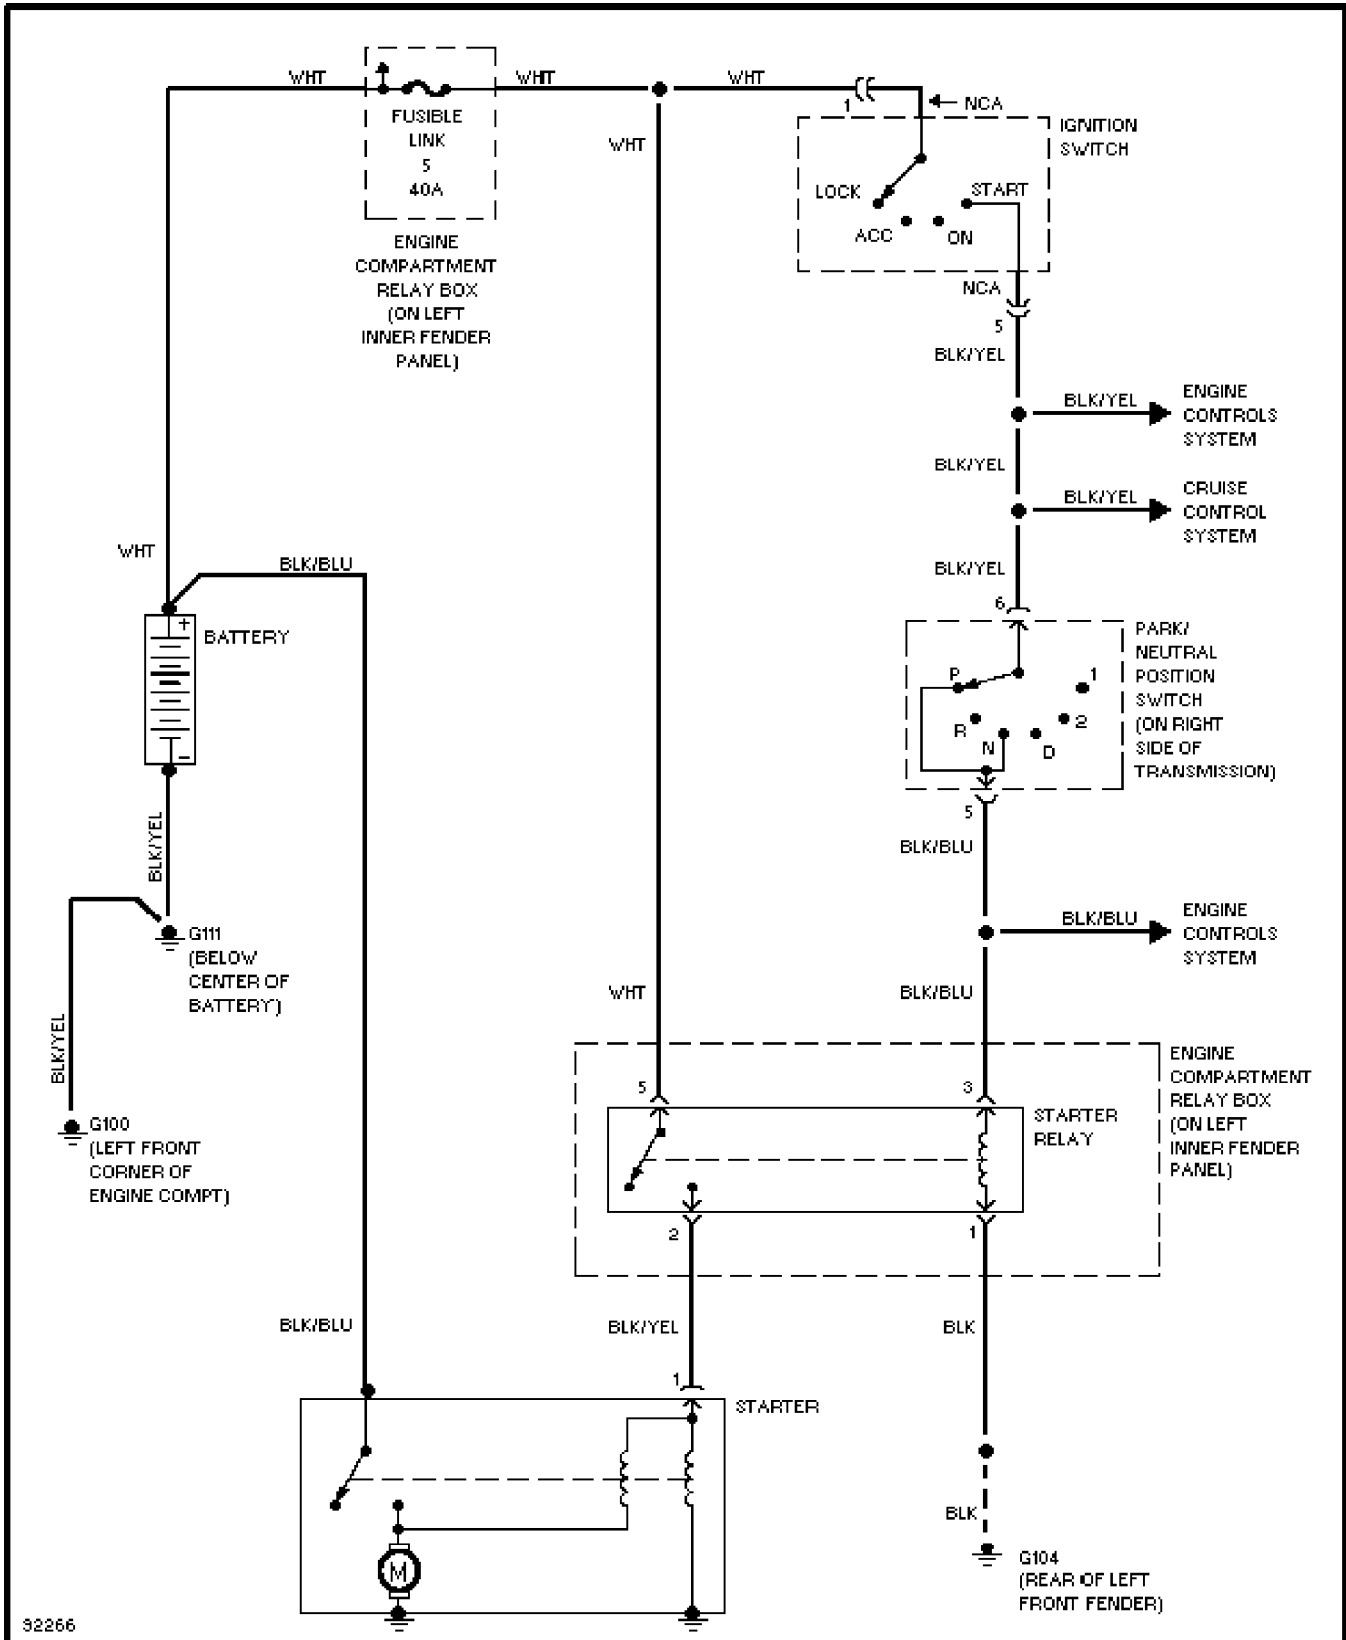 WHT
WHT
WHT
FUSIBLE
LINK
5
40A
ENGINE
COMPARTMENT
RELAY BOX
(ON LEFT
INNER FENDER
PANEL)
WHT
1
NCA
IGNITION
SWITCH
LOCK
START
ACC
ON
NCA
5
BLK/YEL
BLK/YEL
ENGINE
CONTROLS
SYSTEM
BLK/YEL
BLK/YEL
CRUISE
CONTROL
SYSTEM
BLK/YEL
WHT
BLK/BLU
+
BATTERY
-
6
PARK/
NEUTRAL
POSITION
SWITCH
(ON RIGHT
SIDE OF
TRANSMISSION)
P
1
R
2
N
D
5
BLK/BLU
BLK/YEL
G111
(BELOW
CENTER OF
BATTERY)
BLK/BLU
ENGINE
CONTROLS
SYSTEM
WHT
BLK/BLU
BLK/YEL
G100
(LEFT FRONT
CORNER OF
ENGINE COMPT)
5
3
STARTER
RELAY
ENGINE
COMPARTMENT
RELAY BOX
(ON LEFT
INNER FENDER
PANEL)
2
1
BLK/BLU
BLK/YEL
BLK
1
STARTER
M
BLK
G104
(REAR OF LEFT
FRONT FENDER)
92266